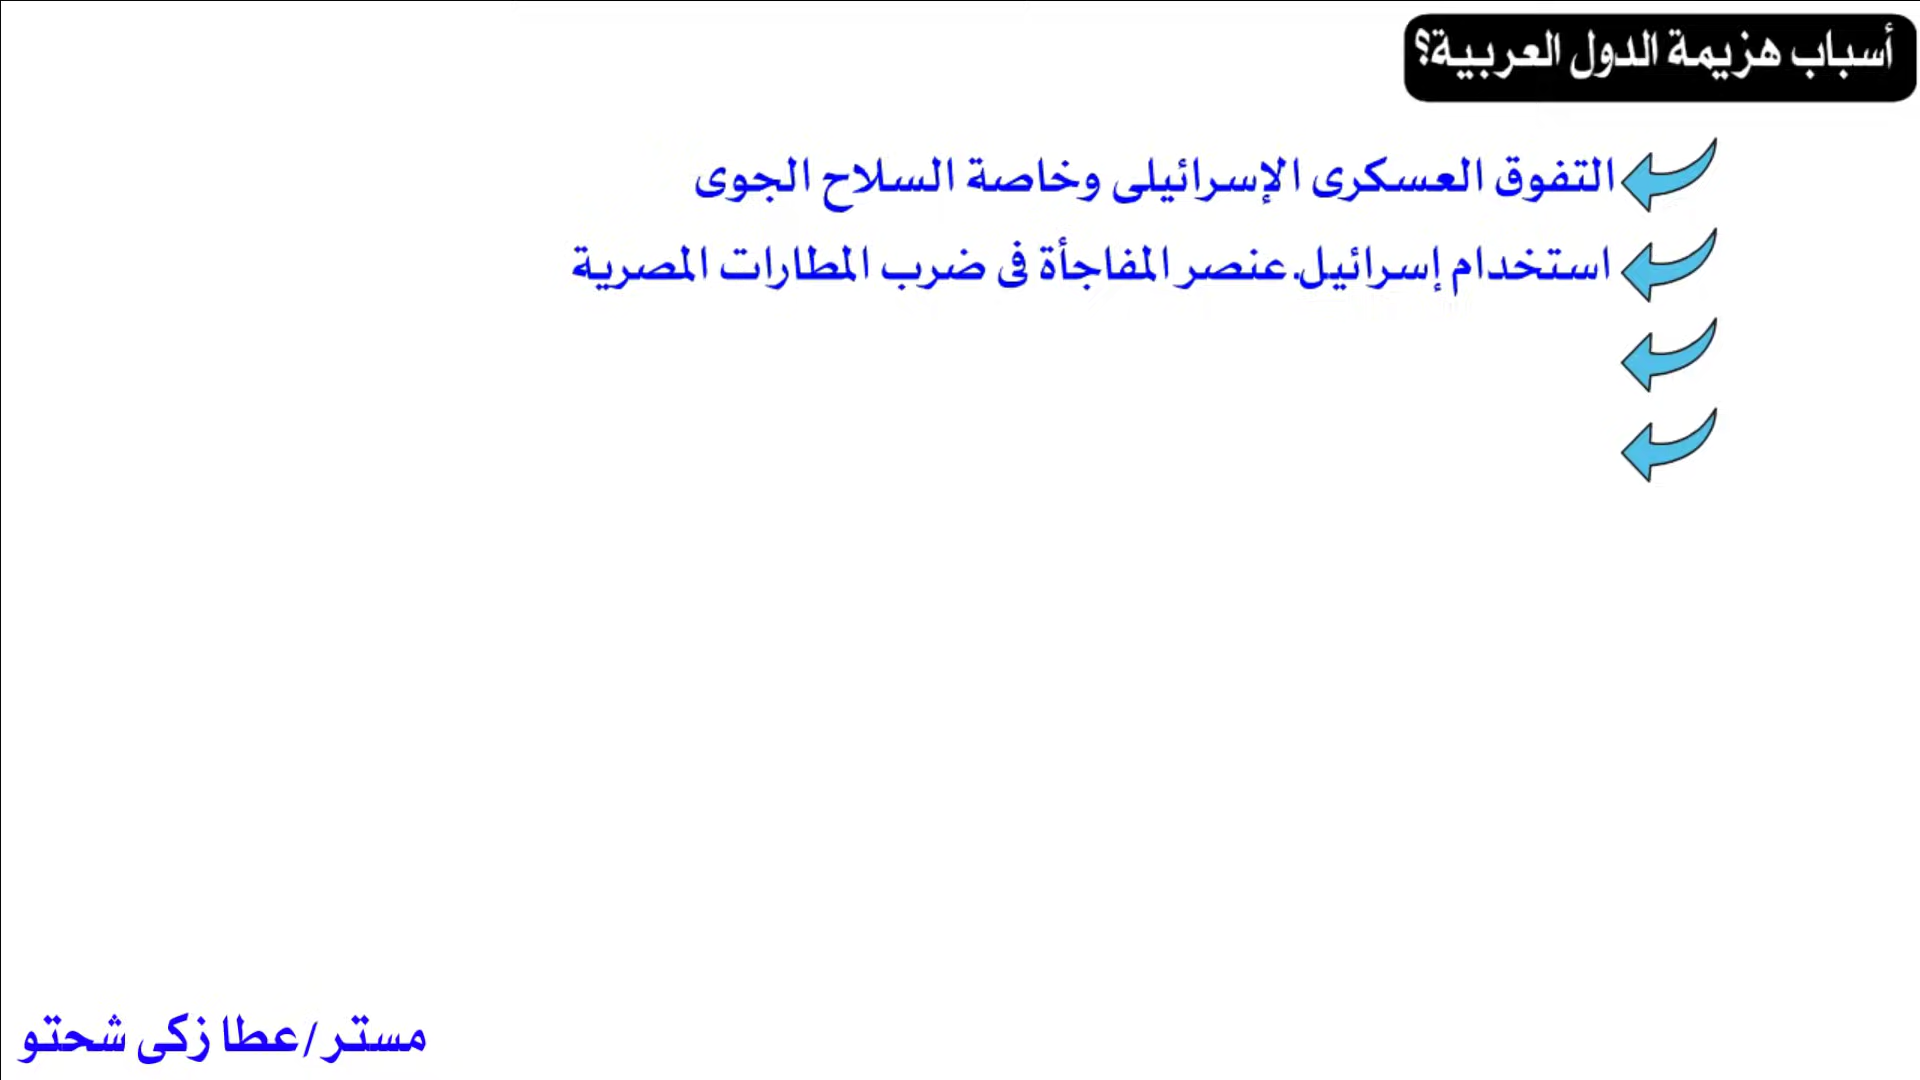 أسباب هزيمة الدول العربية؟
التفوق العسكرى الإسرائيلى وخاصة السلاح الجوى
استخدام إسرائيل.عنصر المفاجأة فى ضرب المطارات المصرية
مستر/عطا زكى شحتو